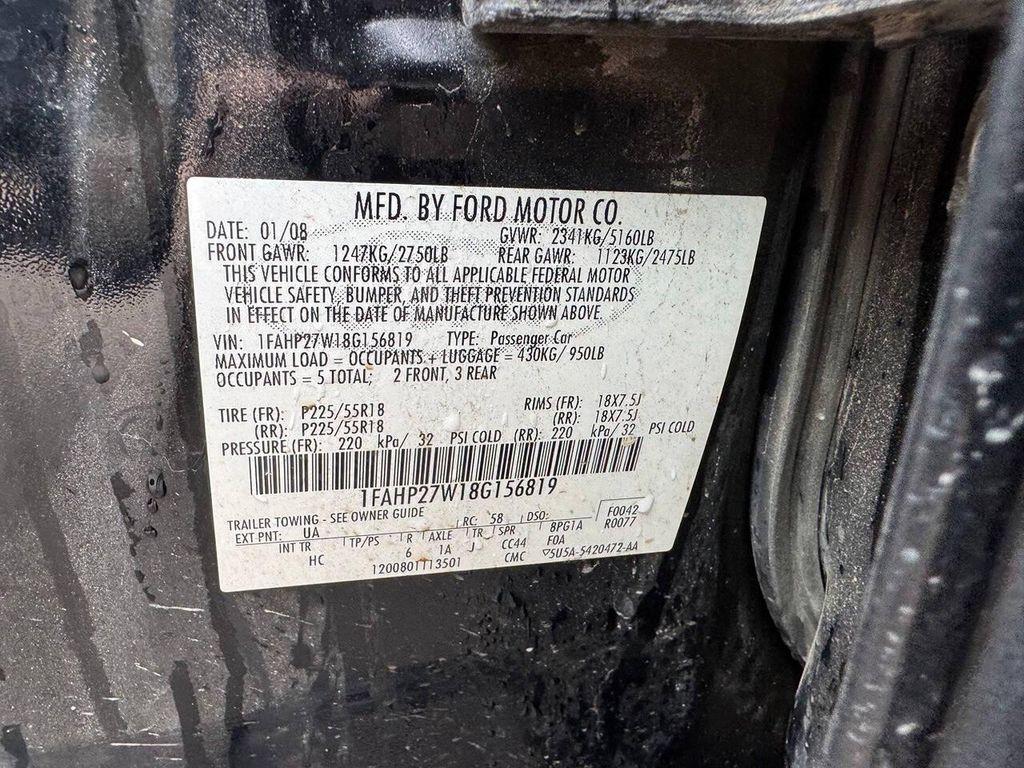 MFD. BY FORD MOTOR CO.
DATE: 01/08 GVWR: 2341KG/5160LB
FRONT GAWR: 1247KG/2750LB REAR GAWR: 1123KG/2475LB
THIS VEHICLE CONFORMS TO ALL APPLICABLE FEDERAL MOTOR
VEHICLE SAFETY, BUMPER, AND THEFT PREVENTION STANDARDS
IN EFFECT ON THE DATE OF MANUFACTURE SHOWN ABOVE.
VIN: 1FAHP27W18G156819 TYPE: Passenger Car
MAXIMUM LOAD = OCCUPANTS + LUGGAGE = 430KG/950LB
OCCUPANTS = 5 TOTAL; 2 FRONT, 3 REAR
TIRE (FR): P225/55R18 RIMS (FR): 18X7.5J
(RR): P225/55R18 (RR): 18X7.5J
PRESSURE (FR): 220 kPa/ 32 PSI COLD (RR): 220 kPa/ 32 PSI COLD
1FAHP27W18G156819
TRAILER TOWING - SEE OWNER GUIDE
EXT PNT: UA RC: 58 DSO: F0042
INT TR TP/PS R AXLE TR SPR 8PG1A R0077
HC 6 1A J CC44 F0A
1200801113501 CMC ▽5U5A-5420472-AA